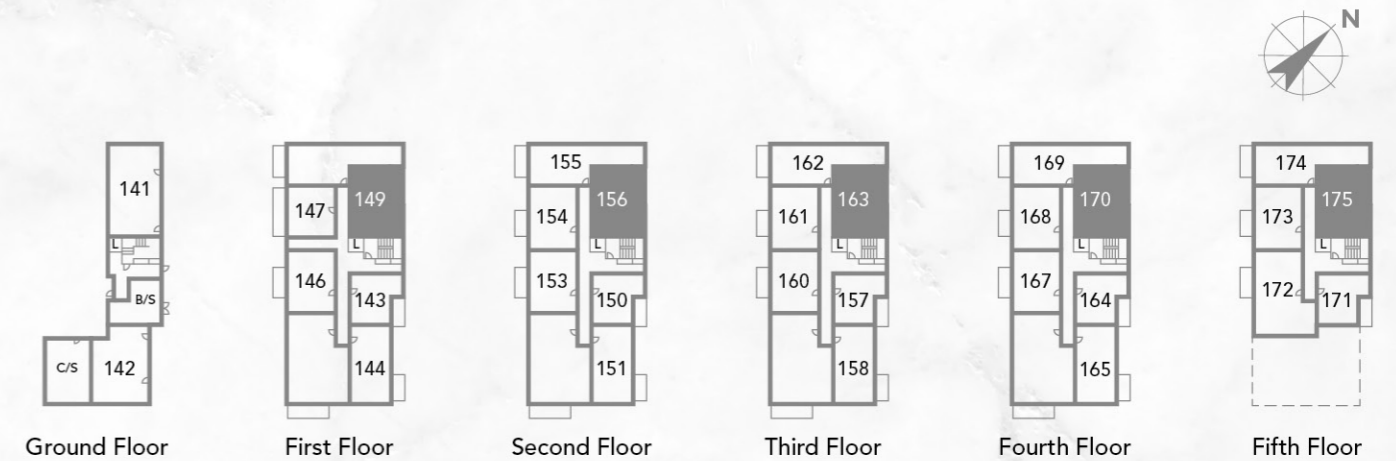 N
141
L
B/S
C/S
142
Ground Floor
149
147
L
146
143
144
First Floor
155
156
154
L
153
150
151
Second Floor
162
163
161
L
160
157
158
Third Floor
169
170
168
L
167
164
165
Fourth Floor
174
175
173
L
172
171
Fifth Floor